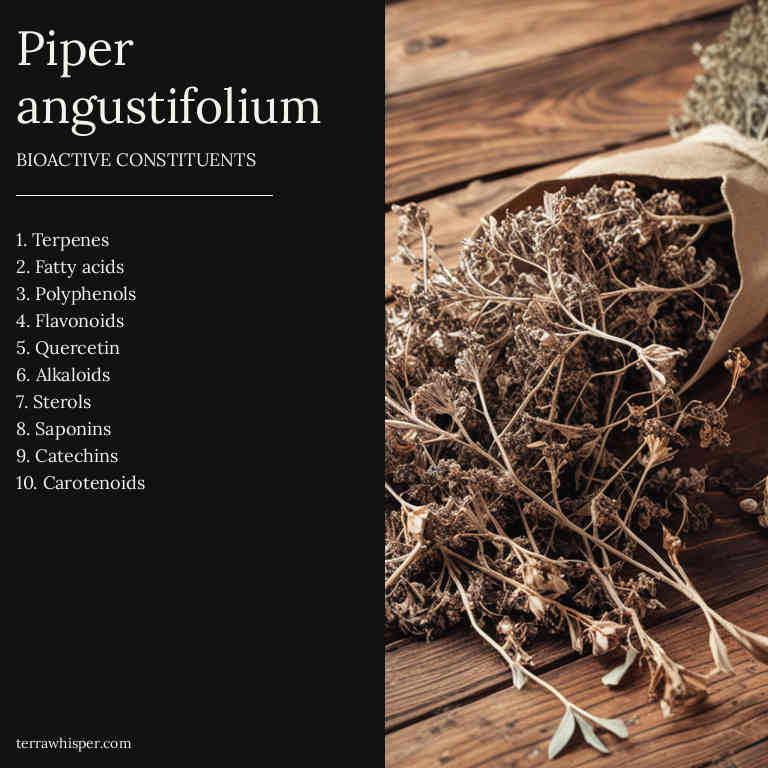 Piper
angustifolium
BIOACTIVE CONSTITUENTS
1. Terpenes
2. Fatty acids
3. Polyphenols
4. Flavonoids
5. Quercetin
6. Alkaloids
7. Sterols
8. Saponins
9. Catechins
10. Carotenoids
terrawhisper.com